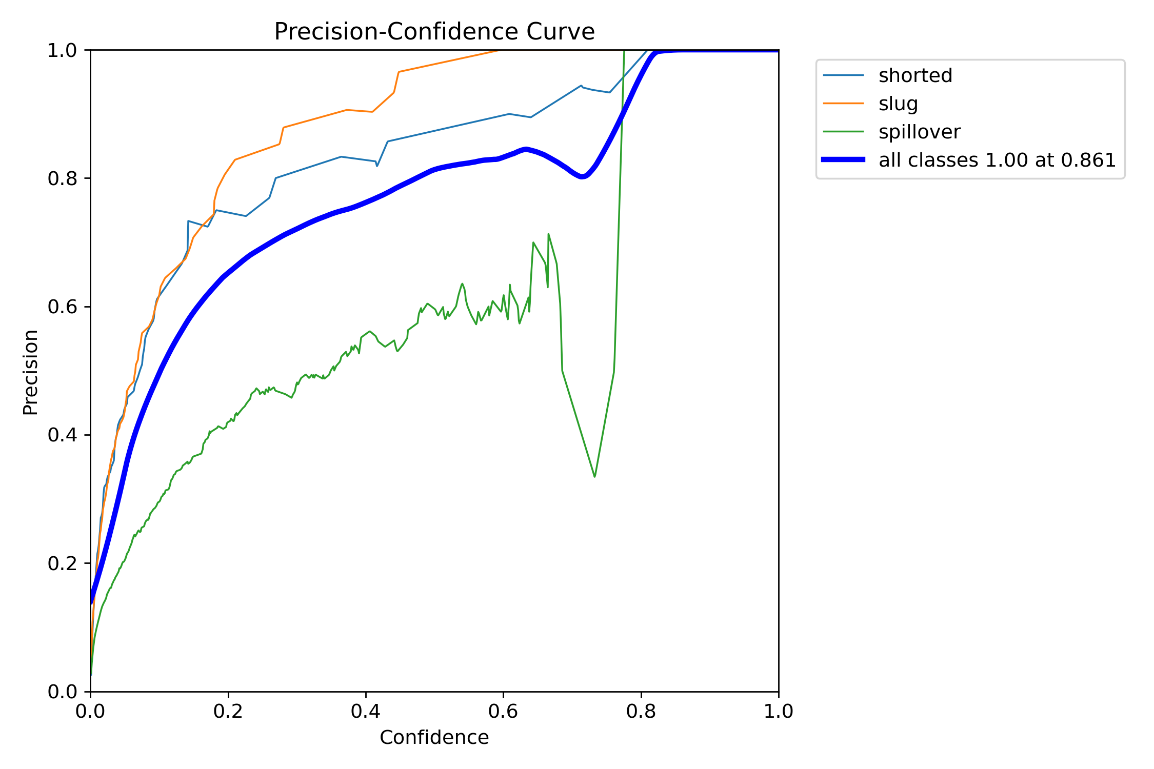 Precision-Confidence Curve
1.0
0.8
0.6
0.4
0.2
0.0
Precision
0.0 0.2 0.4 0.6 0.8 1.0
Confidence
shorted
slug
spillover
all classes 1.00 at 0.861